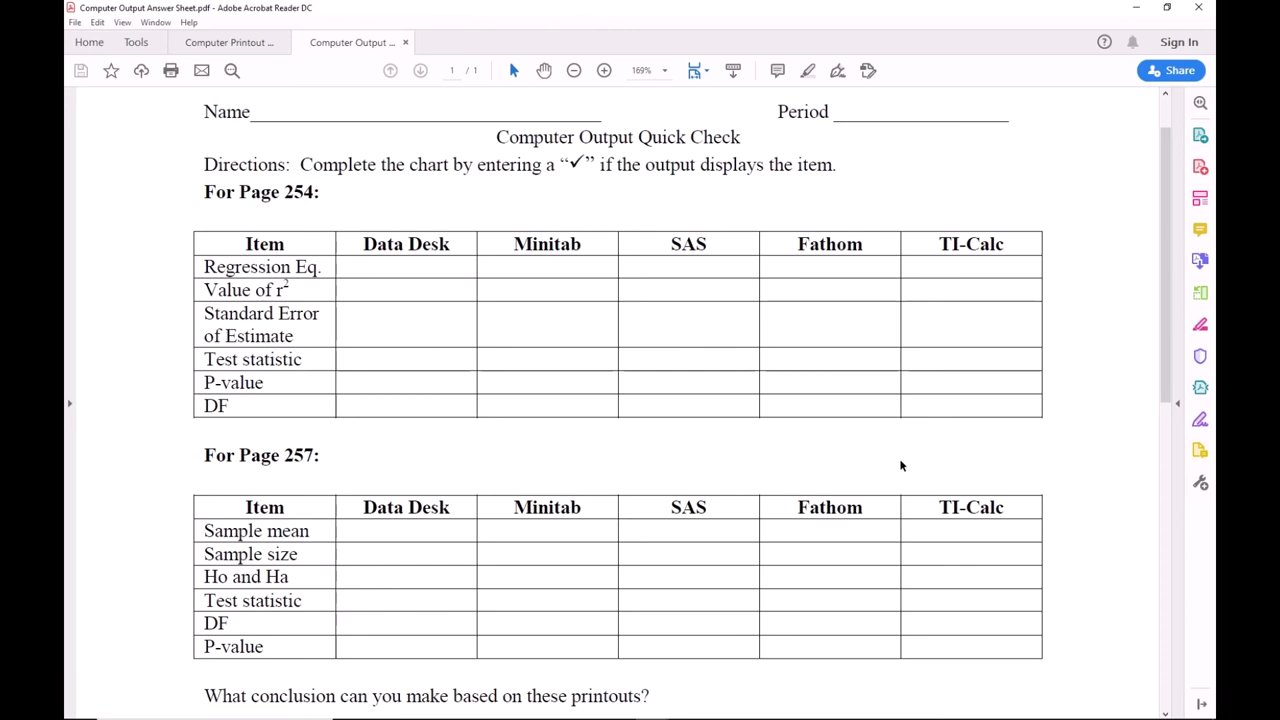 Computer Output Answer Sheet.pdf - Adobe Acrobat Reader DC
File Edit View Window Help
Home Tools Computer Printout ... Computer Output ... ×
Sign In
1 / 1 169% Share
Name Period
Computer Output Quick Check
Directions: Complete the chart by entering a “✓” if the output displays the item.
For Page 254:
Item Data Desk Minitab SAS Fathom TI-Calc
Regression Eq.
Value of r²
Standard Error
of Estimate
Test statistic
P-value
DF
For Page 257:
Item Data Desk Minitab SAS Fathom TI-Calc
Sample mean
Sample size
Ho and Ha
Test statistic
DF
P-value
What conclusion can you make based on these printouts?